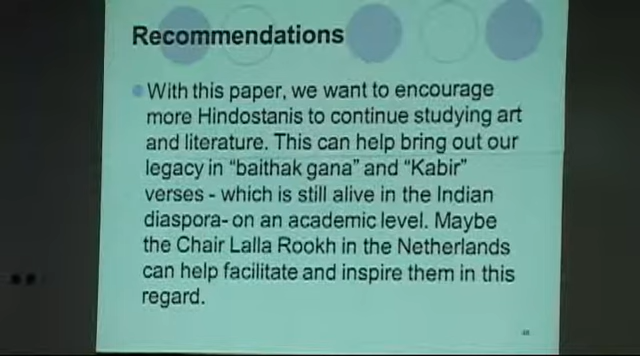 Recommendations
With this paper, we want to encourage
more Hindostanis to continue studying art
and literature. This can help bring out our
legacy in "baithak gana" and "Kabir"
verses - which is still alive in the Indian
diaspora- on an academic level. Maybe
the Chair Lalla Rookh in the Netherlands
can help facilitate and inspire them in this
regard.